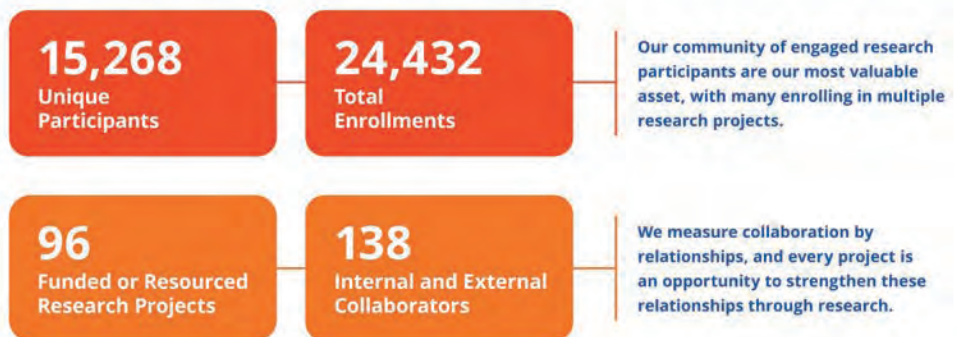 15,268
Unique
Participants
24,432
Total
Enrollments
Our community of engaged research
participants are our most valuable
asset, with many enrolling in multiple
research projects.
96
Funded or Resourced
Research Projects
138
Internal and External
Collaborators
We measure collaboration by
relationships, and every project is
an opportunity to strengthen these
relationships through research.